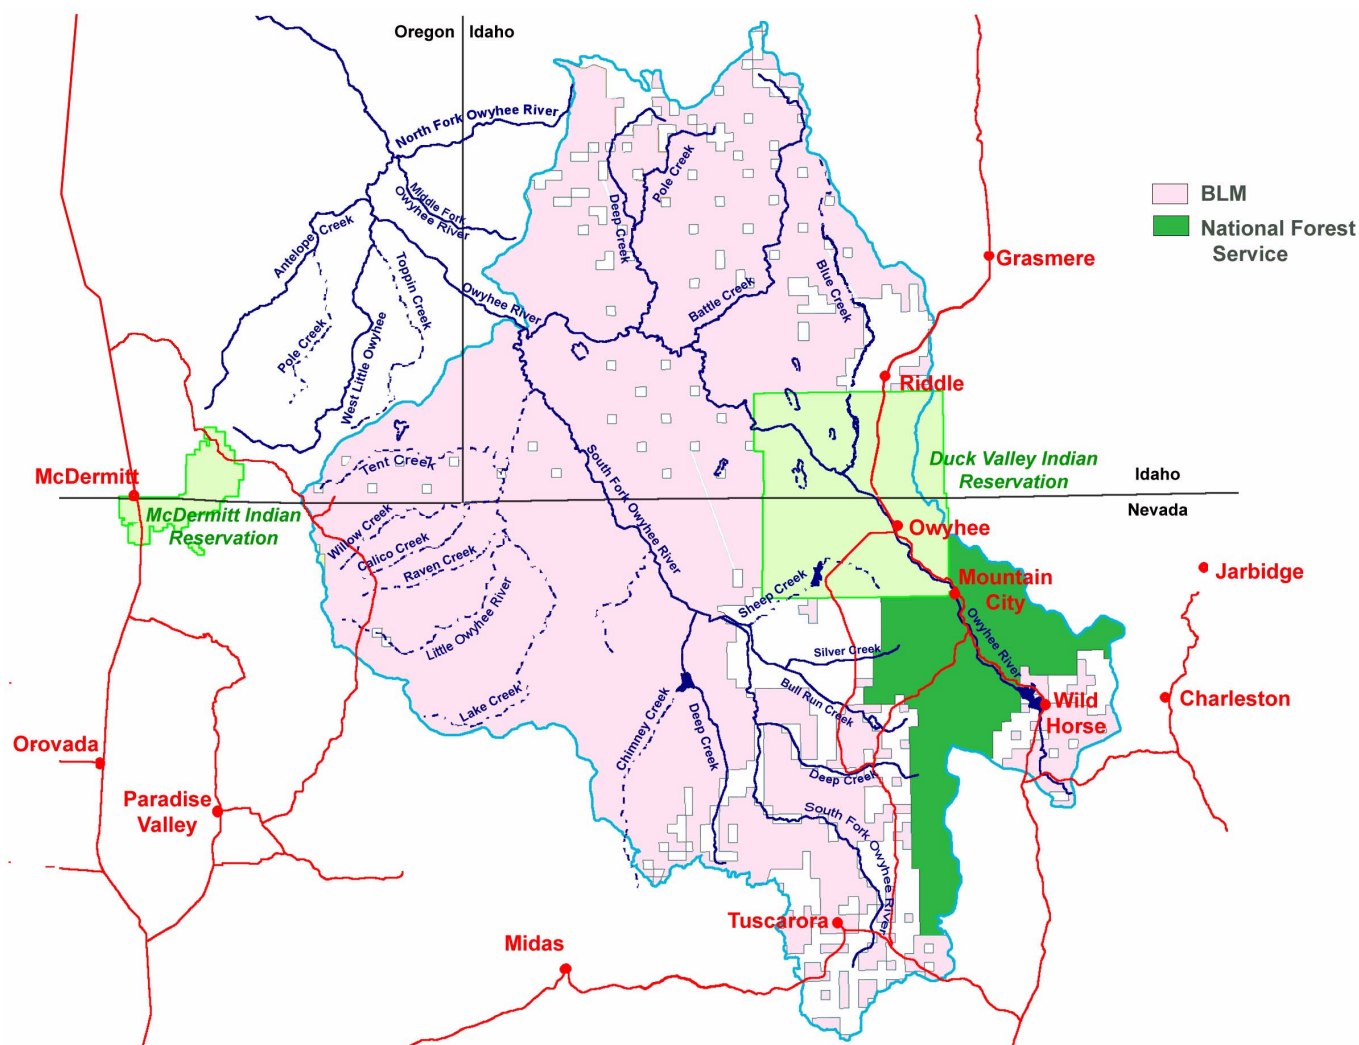 Oregon
Idaho
North Fork Owyhee River
Middle Fork
Owyhee River
Pole Creek
Deep Creek
BLM
National Forest
Service
Antelope Creek
Toppin Creek
Owyhee River
Battle Creek
Blue Creek
Grasmere
Pole Creek
West Little Owyhee
Riddle
McDermitt
Tent Creek
South Fork Owyhee River
Duck Valley Indian
Reservation
Idaho
Nevada
McDermitt Indian
Reservation
Willow Creek
Calico Creek
Raven Creek
Owyhee
Little Owyhee River
Sheep Creek
Mountain
City
Jarbidge
Owyhee River
Silver Creek
Bull Run Creek
Wild
Horse
Charleston
Lake Creek
Chimney Creek
Deep Creek
Orovada
Deep Creek
Paradise
Valley
South Fork Owyhee River
Tuscarora
Midas